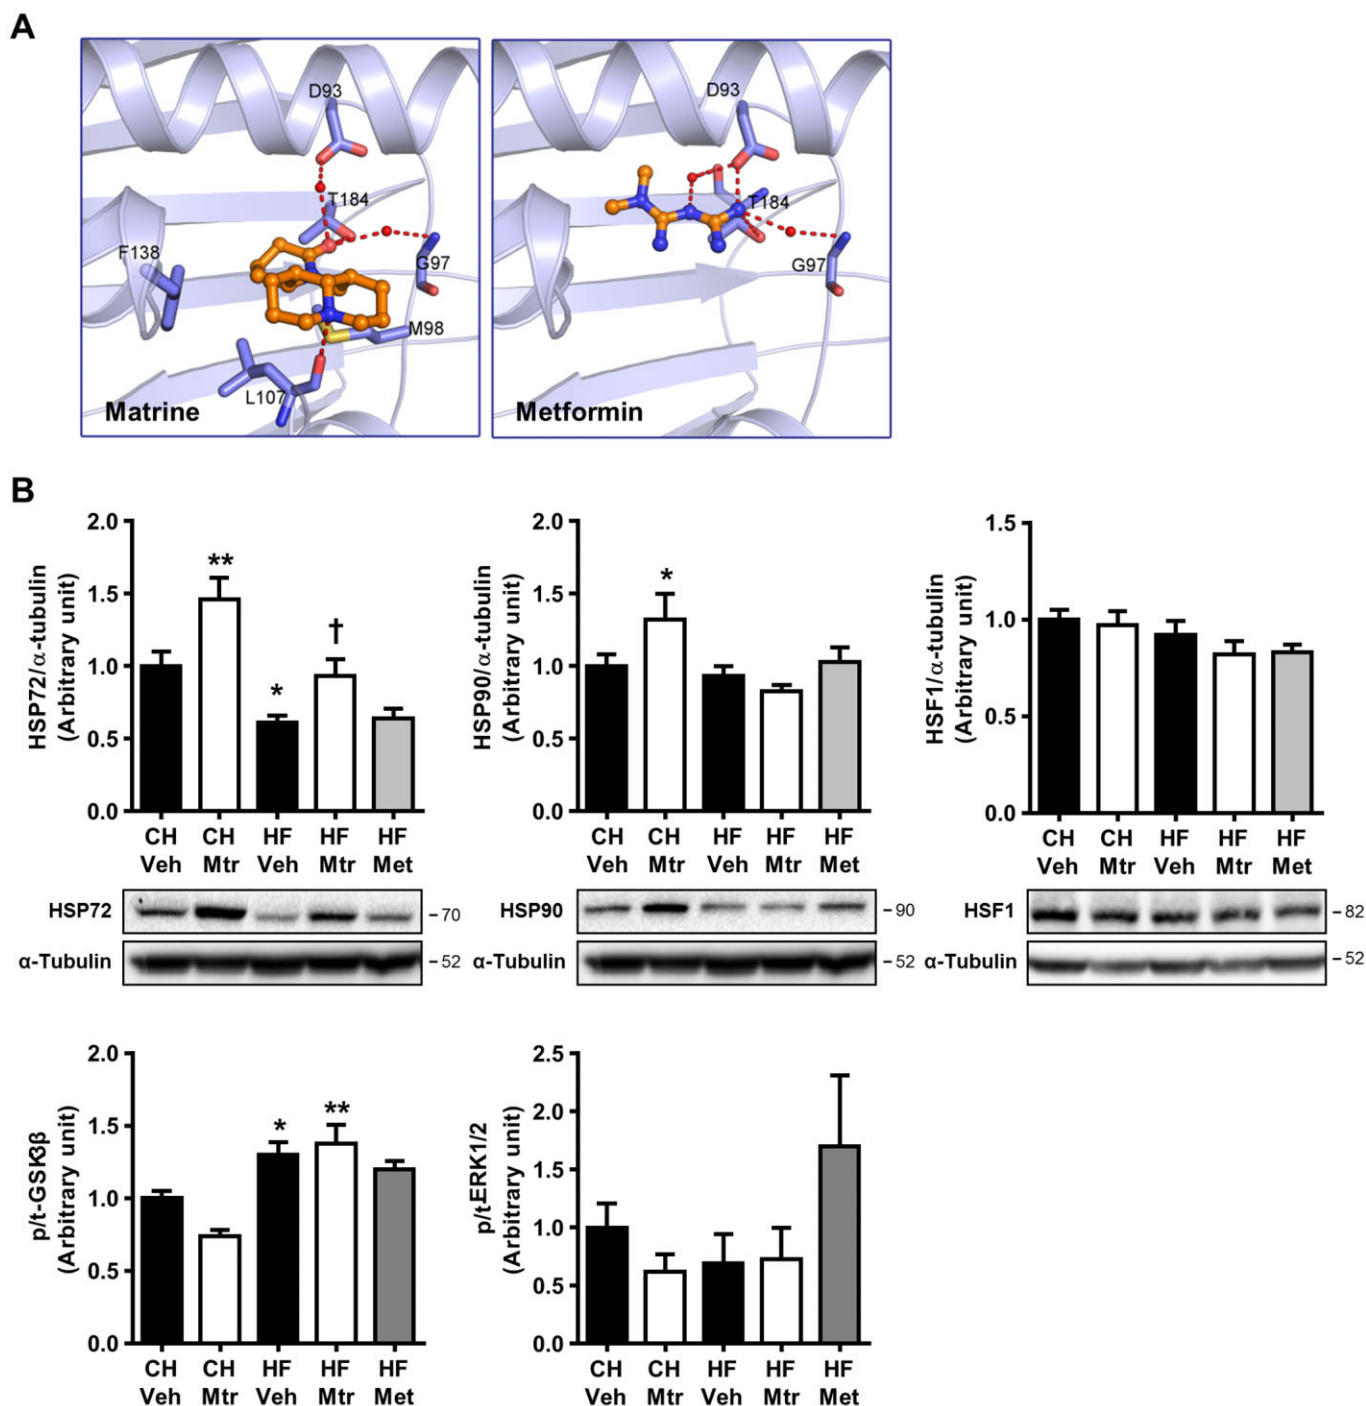 A
D93
T184
F138
G97
M98
L107
Matrine
D93
T184
G97
Metformin
B
HSP72/α-tubulin
(Arbitrary unit)
2.0
1.5
1.0
0.5
0.0
**
*
†
CH CH HF HF HF
Veh Mtr Veh Mtr Met
HSP72
-70
α-Tubulin
-52
HSP90/α-tubulin
(Arbitrary unit)
2.0
1.5
1.0
0.5
0.0
*
CH CH HF HF HF
Veh Mtr Veh Mtr Met
HSP90
-90
α-Tubulin
-52
HSF1/α-tubulin
(Arbitrary unit)
1.5
1.0
0.5
0.0
CH CH HF HF HF
Veh Mtr Veh Mtr Met
HSF1
-82
α-Tubulin
-52
p/t-GSK3β
(Arbitrary unit)
2.0
1.5
1.0
0.5
0.0
*
**
CH CH HF HF HF
Veh Mtr Veh Mtr Met
p/t-ERK1/2
(Arbitrary unit)
2.5
2.0
1.5
1.0
0.5
0.0
CH CH HF HF HF
Veh Mtr Veh Mtr Met